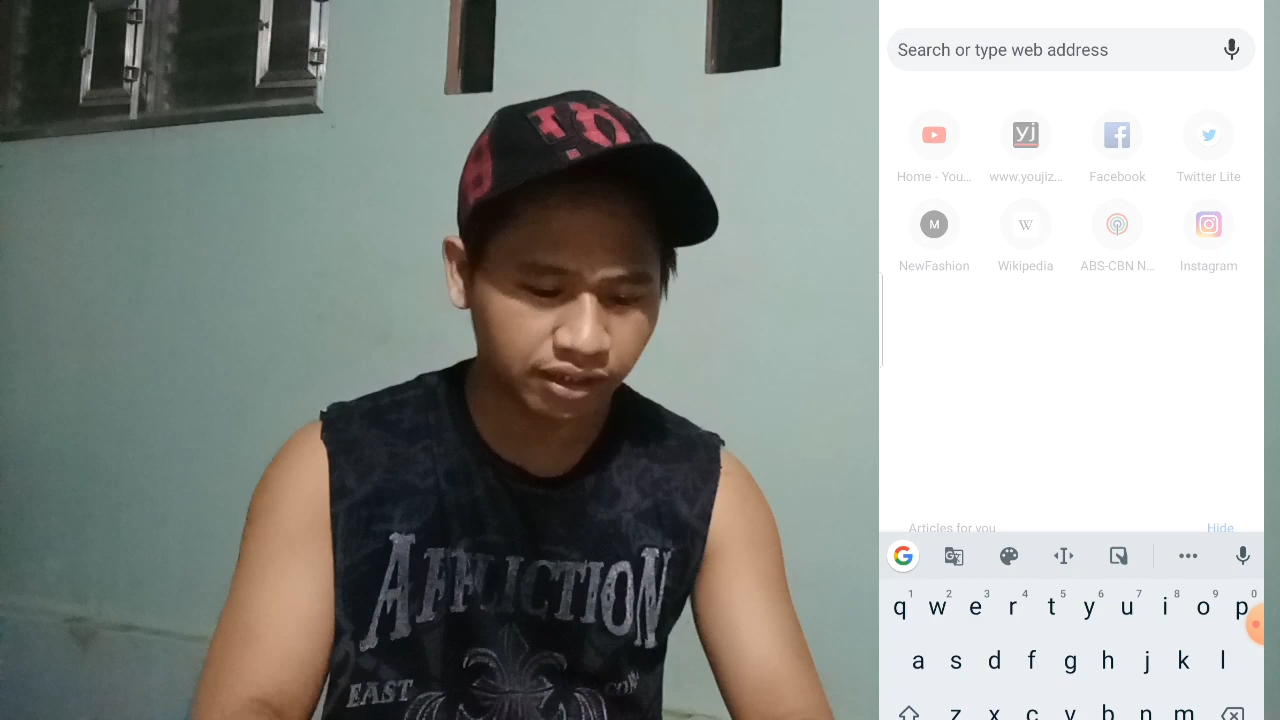 Search or type web address
yj
Home - You...
www.youjiz...
Facebook
Twitter Lite
M
W
NewFashion
Wikipedia
ABS-CBN N...
Instagram
Articles for you
Hide
G
1 2 3 4 5 6 7 8 9 0
q w e r t y u i o p
a s d f g h j k l
z x c v b n m
AFFLICTION
EAST